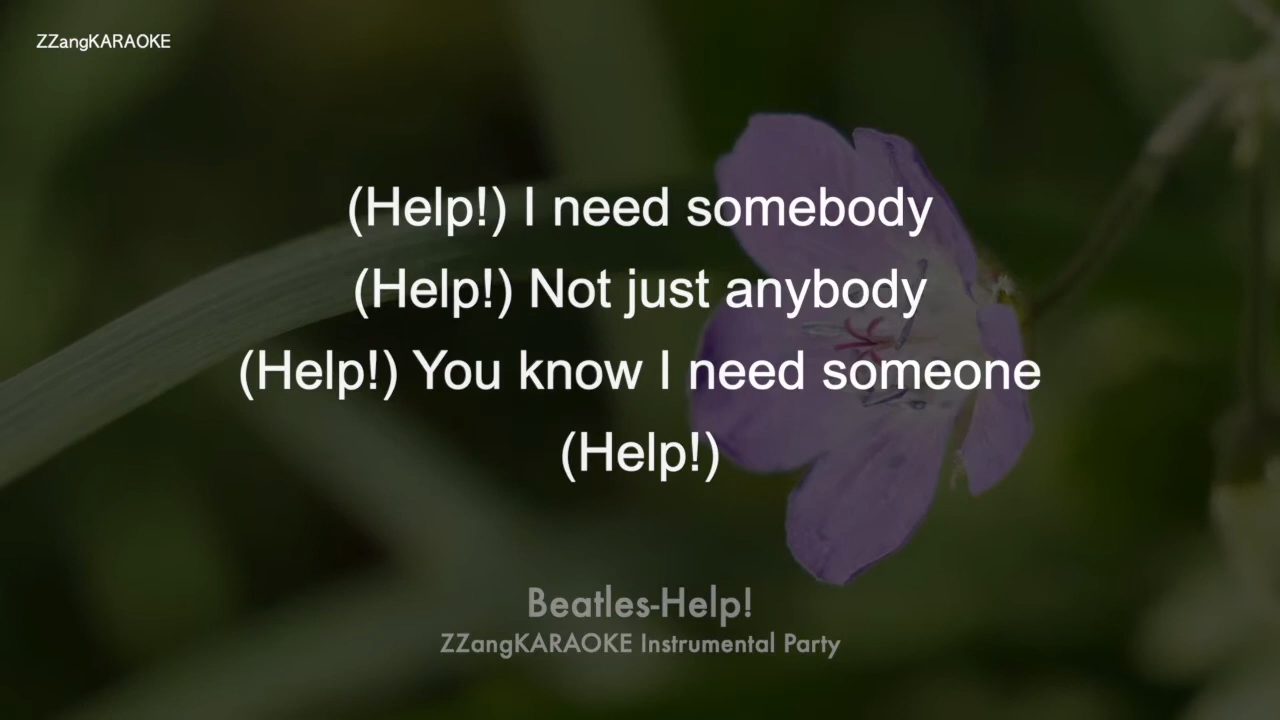 ZZangKARAOKE
(Help!) I need somebody
(Help!) Not just anybody
(Help!) You know I need someone
(Help!)
Beatles-Help!
ZZangKARAOKE Instrumental Party